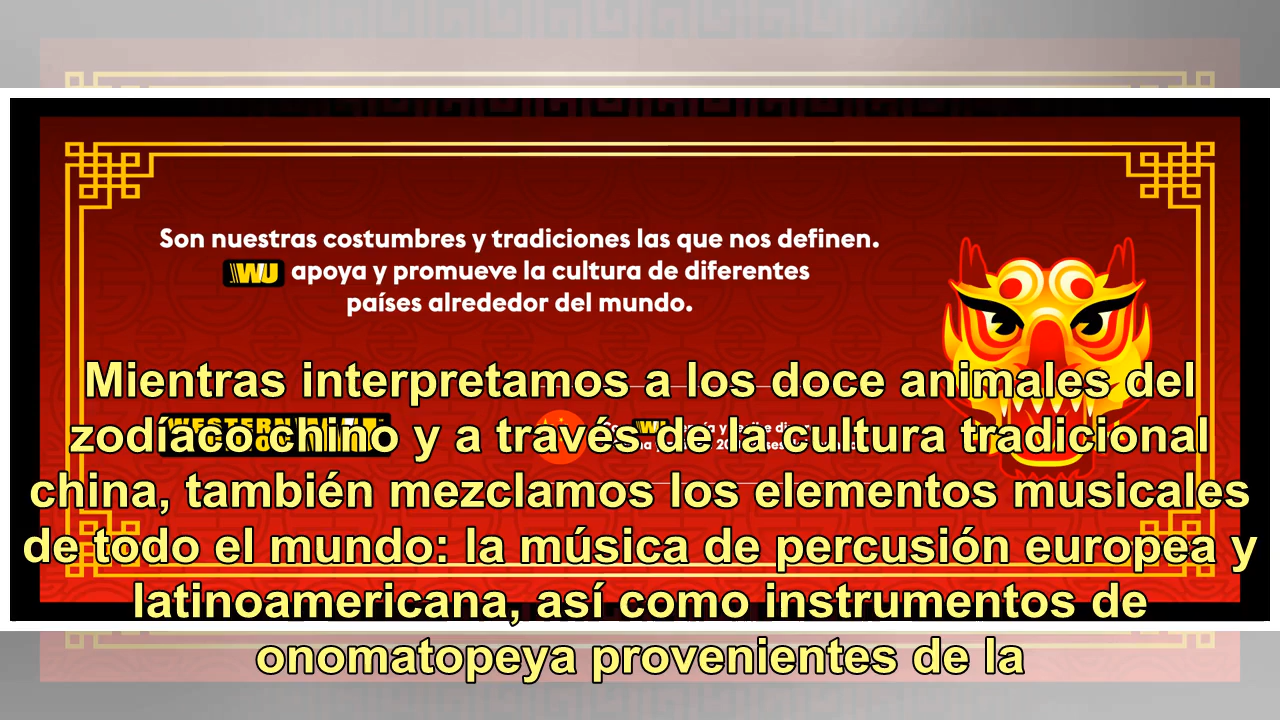 Son nuestras costumbres y tradiciones las que nos definen.
WU apoya y promueve la cultura de diferentes
países alrededor del mundo.
Mientras interpretamos a los doce animales del
zodíaco chino y a través de la cultura tradicional
china, también mezclamos los elementos musicales
de todo el mundo: la música de percusión europea y
latinoamericana, así como instrumentos de
onomatopeya provenientes de la